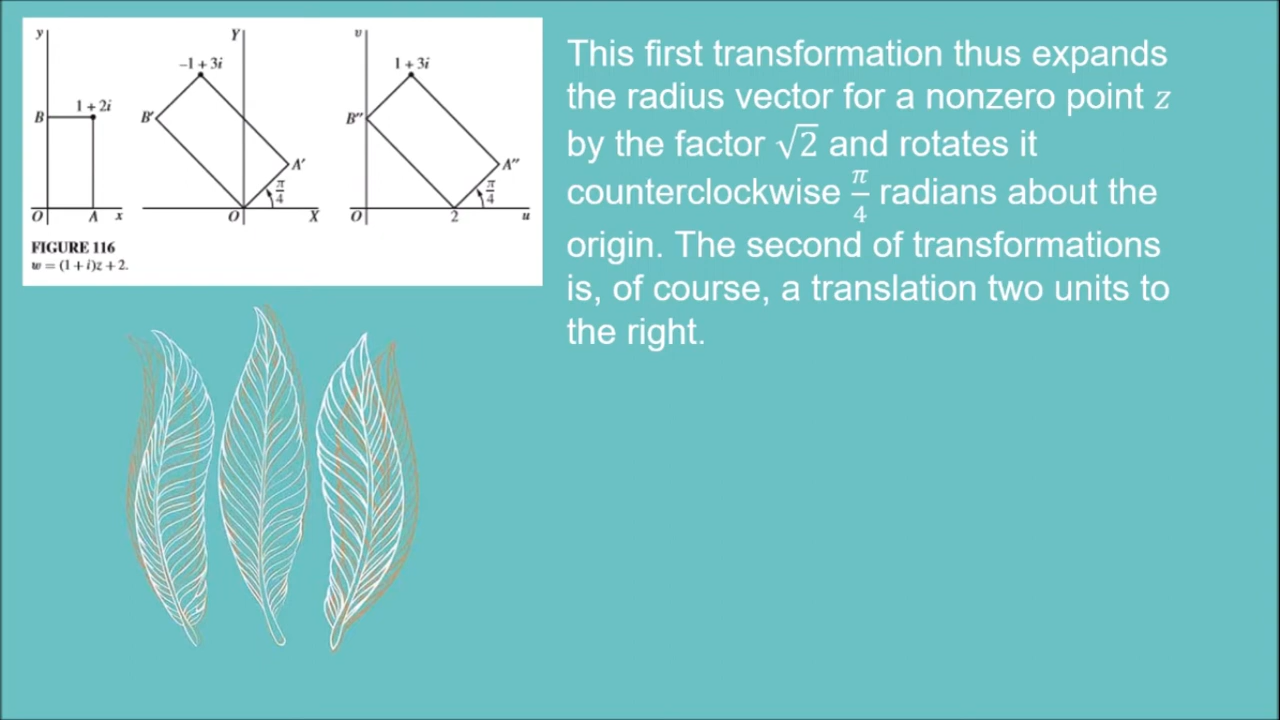 y
B
1 + 2i
O
A
x
Y
−1 + 3i
B′
A′
π/4
O
X
υ
1 + 3i
B″
A″
π/4
O
2
u
FIGURE 116
w = (1 + i)z + 2.
This first transformation thus expands
the radius vector for a nonzero point z
by the factor √2 and rotates it
counterclockwise π/4 radians about the
origin. The second of transformations
is, of course, a translation two units to
the right.